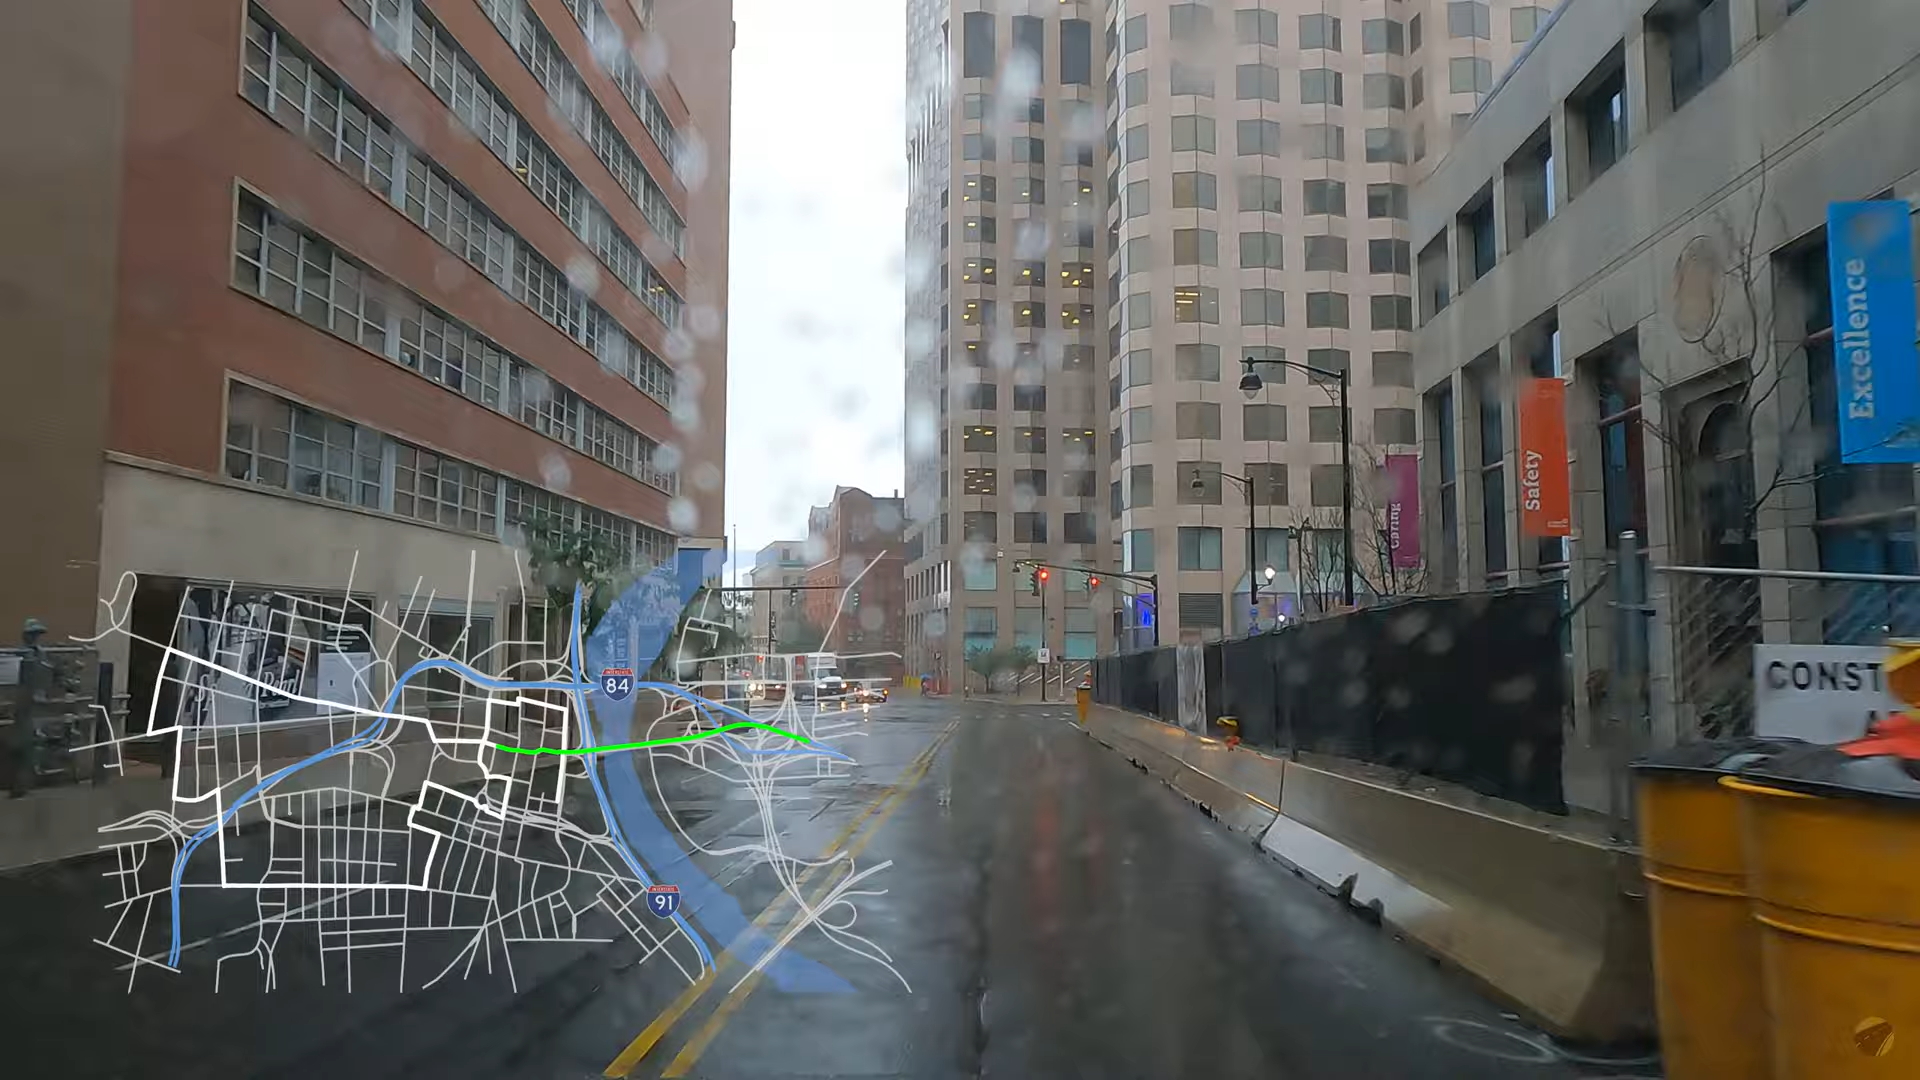 Excellence
Safety
Caring
CONST
INTERSTATE
84
INTERSTATE
91